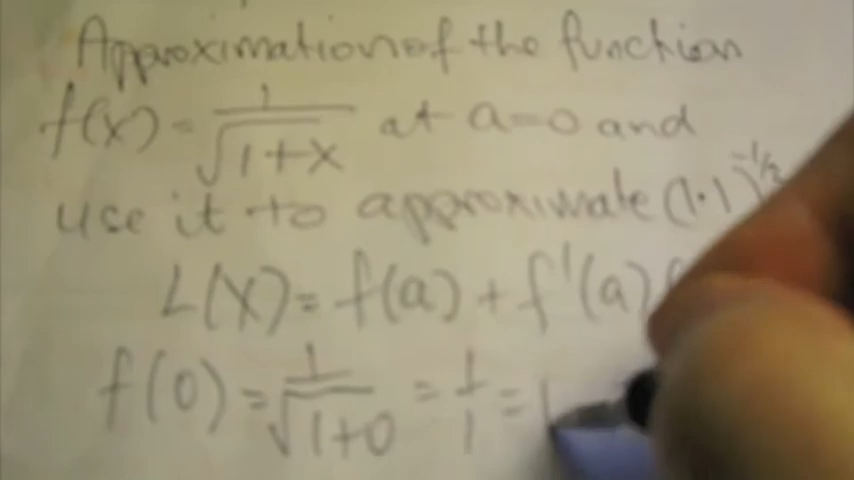 Approximation of the function
f(x) = 1/√(1+x) at a=0 and
use it to approximate (1.1)^-1/2
L(x) = f(a) + f'(a)
f(0) = 1/√(1+0) = 1/1 = 1